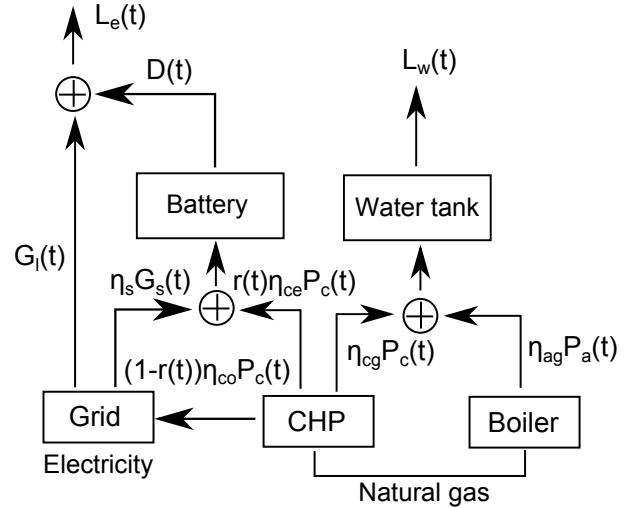 L_e(t)
D(t)
L_w(t)
Battery
Water tank
G_l(t)
η_sG_s(t)
r(t)η_ceP_c(t)
(1-r(t))η_coP_c(t)
η_cgP_c(t)
η_agP_a(t)
Grid
CHP
Boiler
Electricity
Natural gas